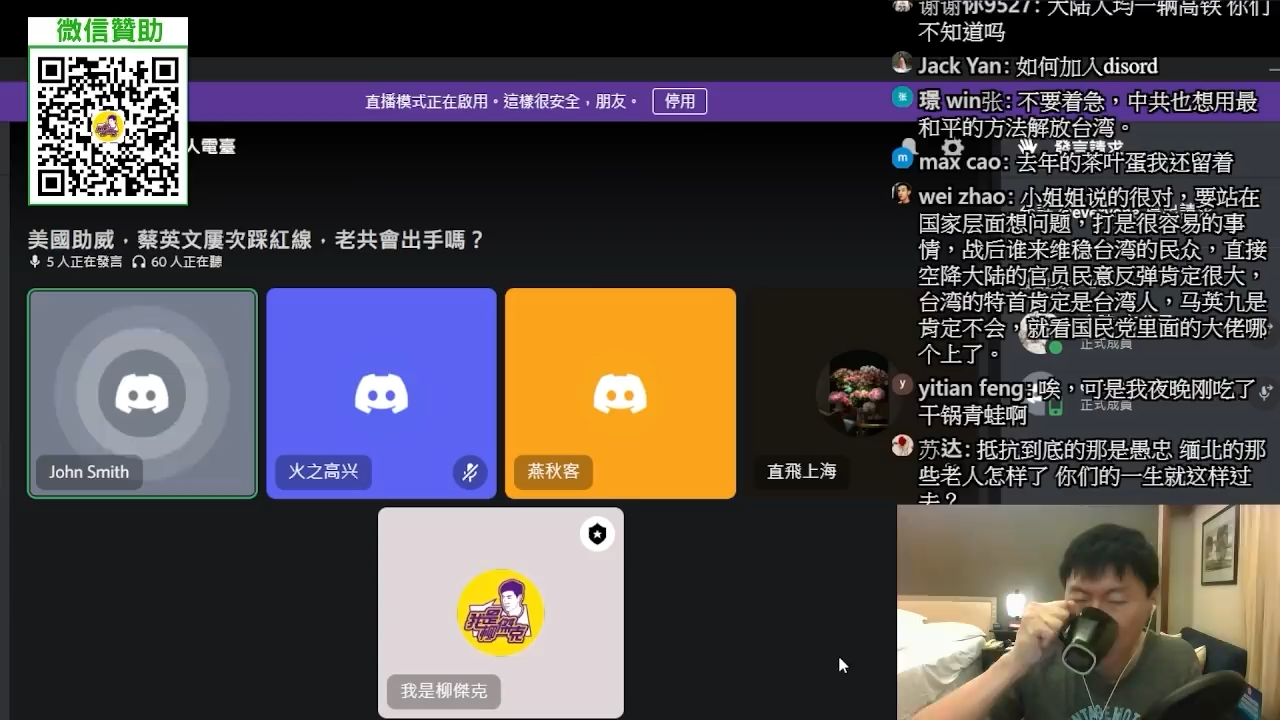 微信贊助
直播模式正在啟用。這樣很安全，朋友。
停用
人電臺
美國助威，蔡英文屢次踩紅線，老共會出手嗎？
5 人正在發言
60 人正在聽
John Smith
火之高兴
燕秋客
直飛上海
我是柳傑克
我是柳傑克
谢谢你9527: 大陆人均一辆高铁 你们
不知道吗
Jack Yan: 如何加入disord
張
璟 win张: 不要着急，中共也想用最
和平的方法解放台湾。
發言請求
m
max cao: 去年的茶叶蛋我还留着
wei zhao: 小姐姐说的很对，要站在
国家层面想问题，打是很容易的事
情，战后谁来维稳台湾的民众，直接
空降大陆的官员民意反弹肯定很大，
台湾的特首肯定是台湾人，马英九是
肯定不会，就看国民党里面的大佬哪
个上了。
正式成員
y
yitian feng: 唉，可是我夜晚刚吃了
干锅青蛙啊
正式成員
苏达: 抵抗到底的那是愚忠 缅北的那
些老人怎样了 你们的一生就这样过
去？